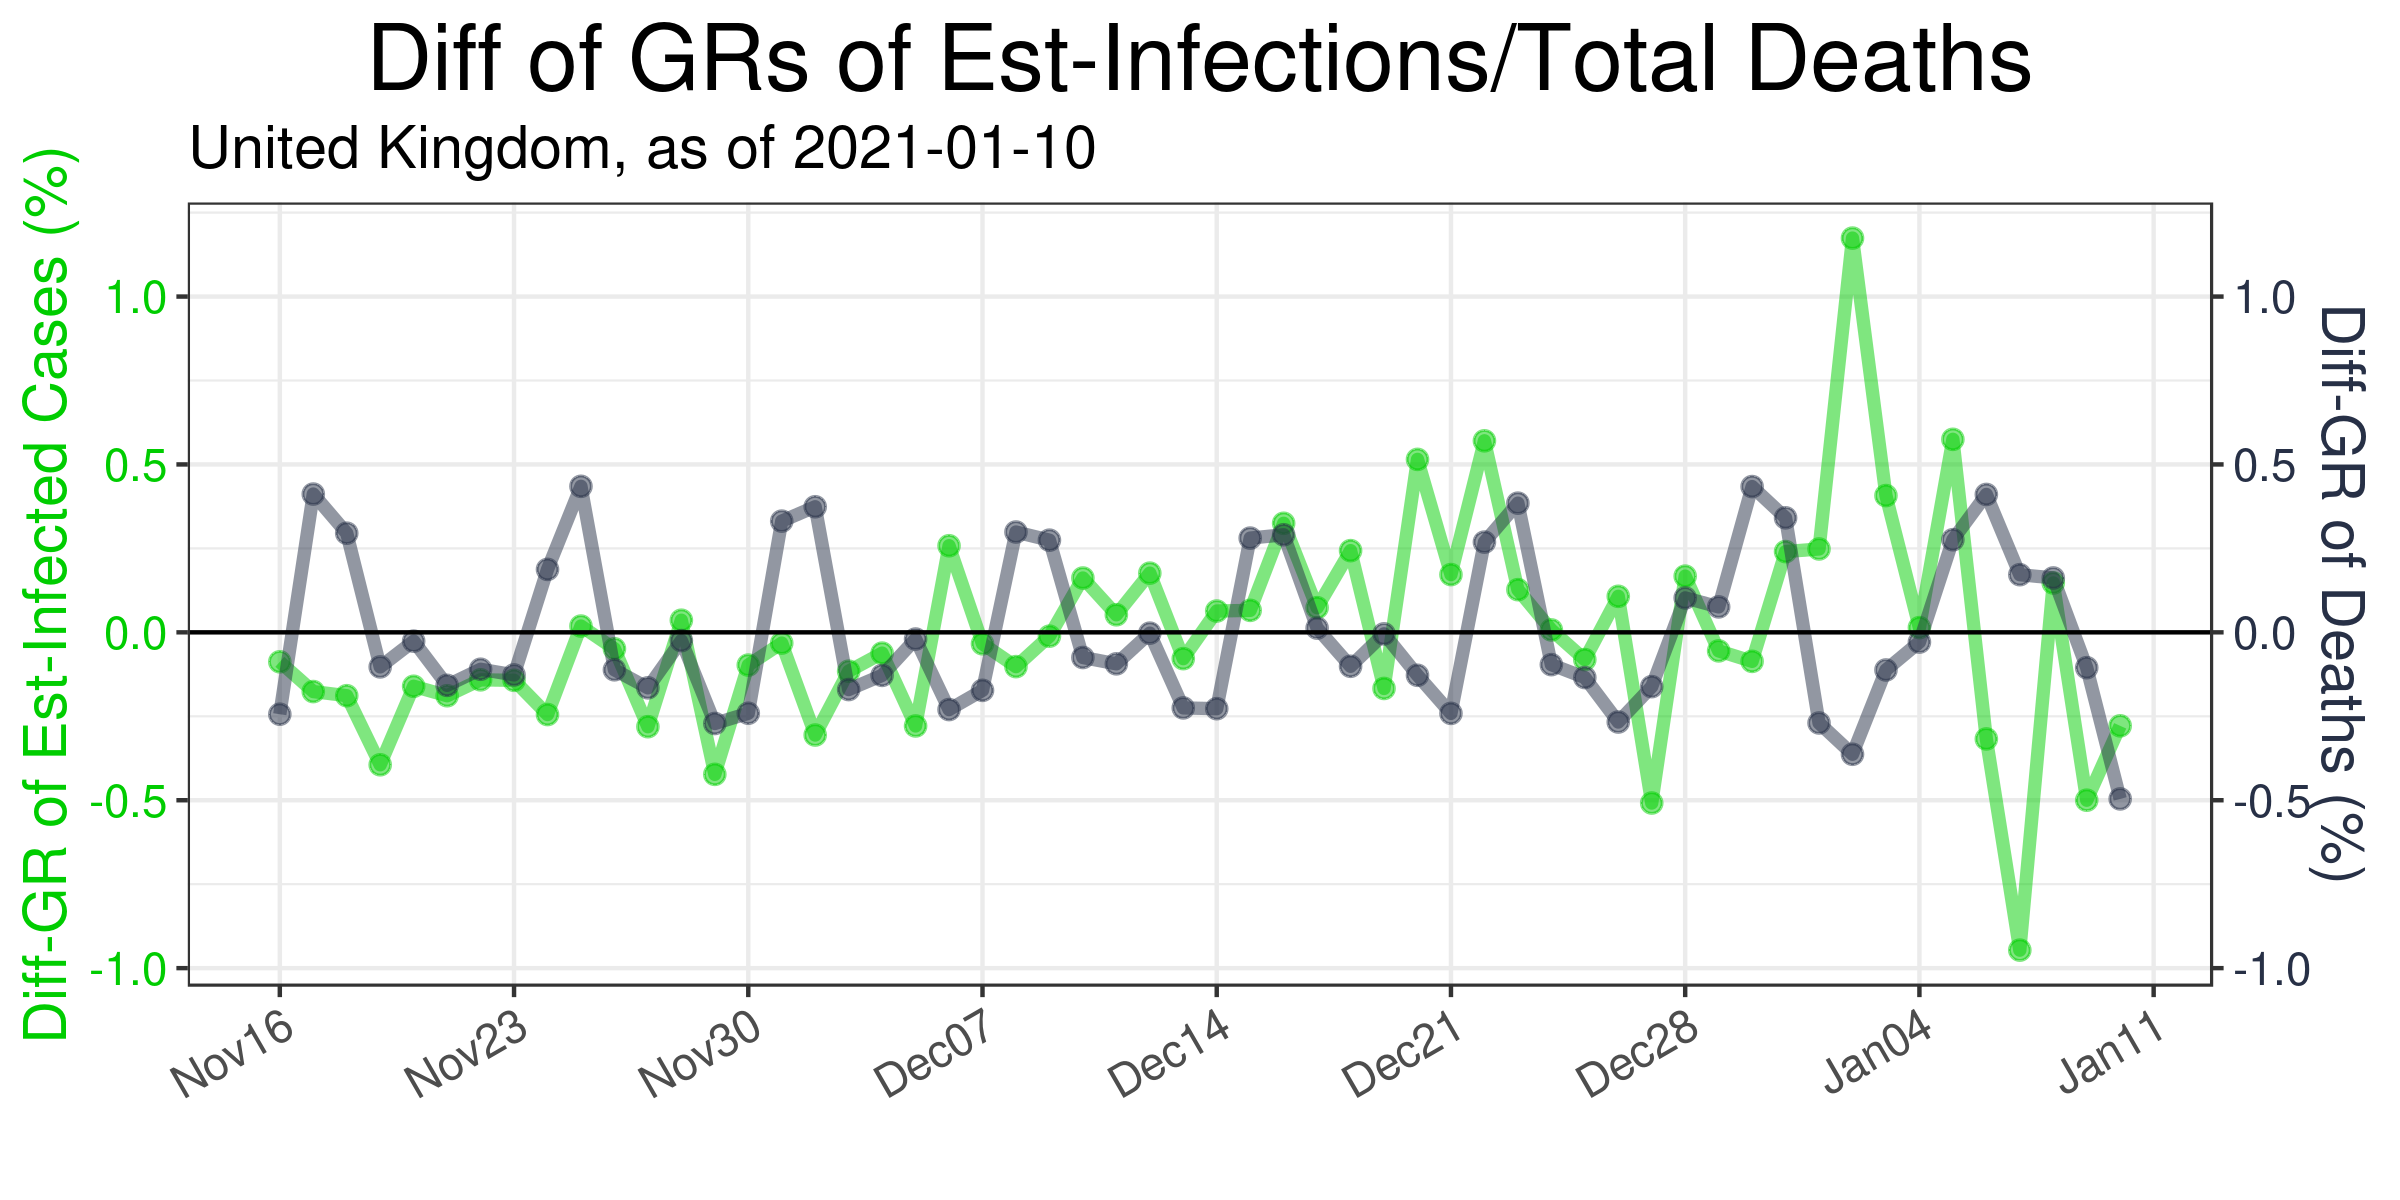 Diff of GRs of Est-Infections/Total Deaths
United Kingdom, as of 2021-01-10
Diff-GR of Est-Infected Cases (%)
1.0
0.5
0.0
-0.5
-1.0
1.0
0.5
0.0
-0.5
-1.0
Diff-GR of Deaths (%)
Nov16
Nov23
Nov30
Dec07
Dec14
Dec21
Dec28
Jan04
Jan11